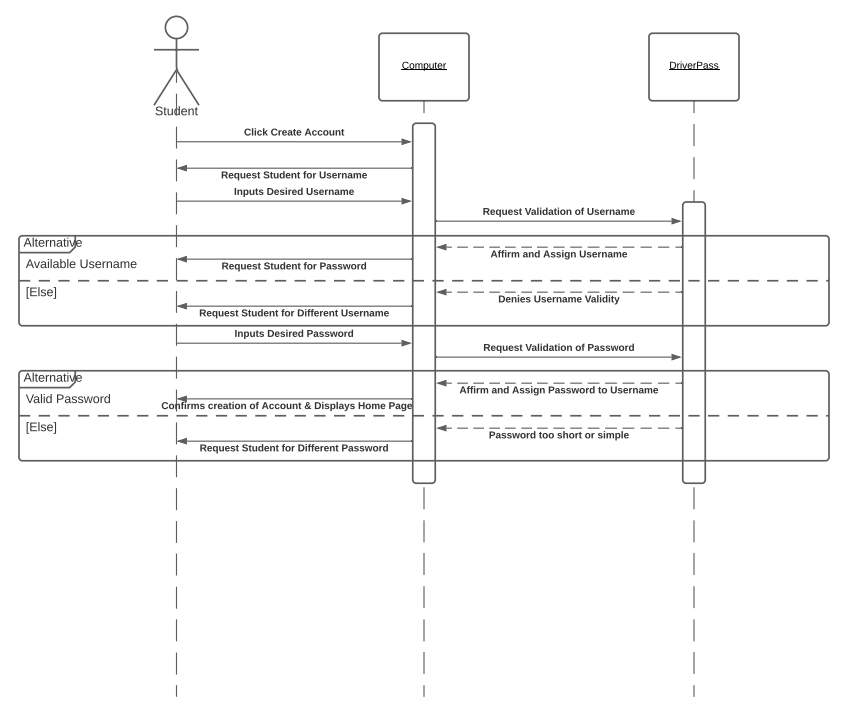 Computer
DriverPass
Student
Click Create Account
Request Student for Username
Inputs Desired Username
Request Validation of Username
Alternative
Affirm and Assign Username
Available Username
Request Student for Password
[Else]
Denies Username Validity
Request Student for Different Username
Inputs Desired Password
Request Validation of Password
Alternative
Affirm and Assign Password to Username
Valid Password
Confirms creation of Account & Displays Home Page
[Else]
Password too short or simple
Request Student for Different Password